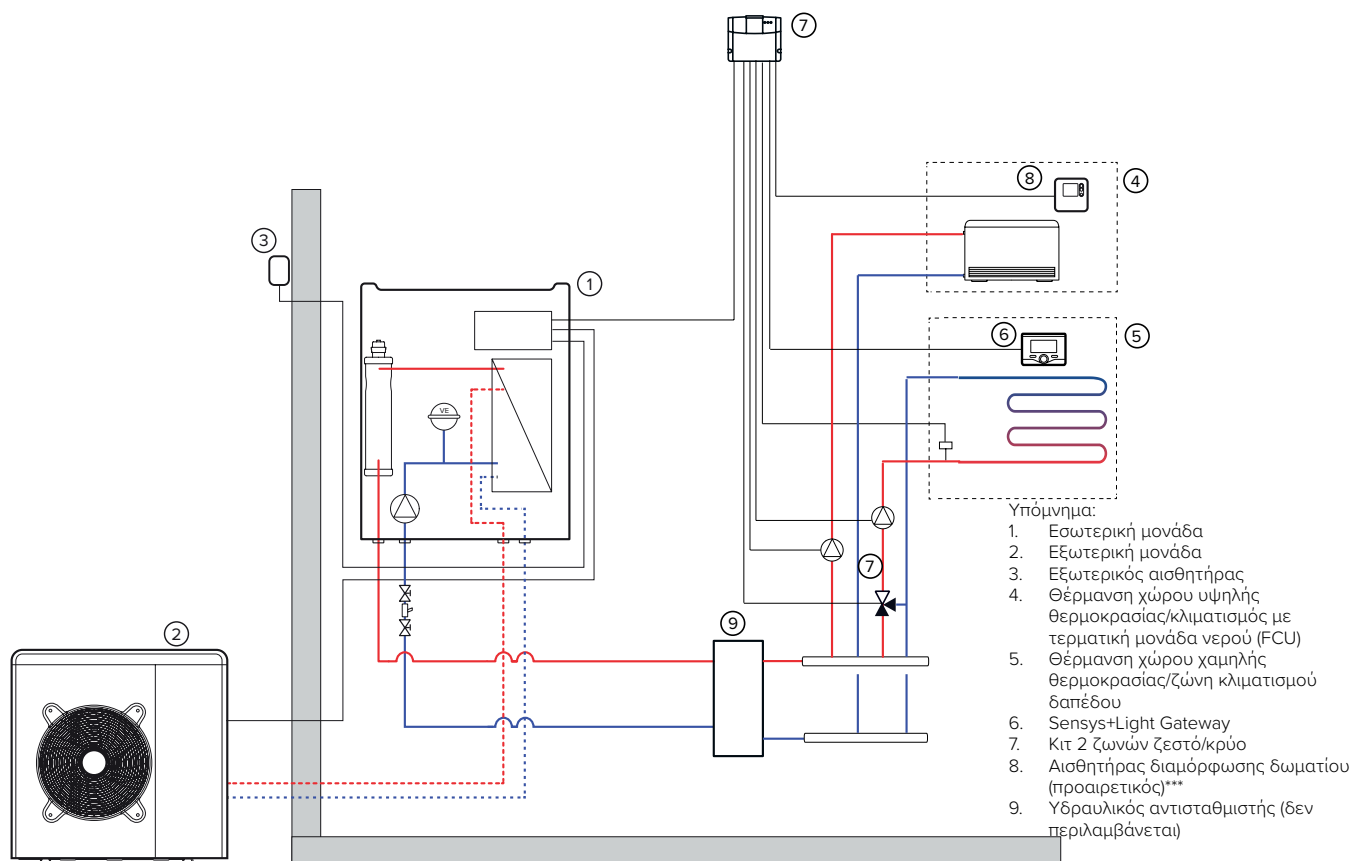 7
8
4
3
1
6
5
VE
2
7
9
Υπόμνημα:
1. Εσωτερική μονάδα
2. Εξωτερική μονάδα
3. Εξωτερικός αισθητήρας
4. Θέρμανση χώρου υψηλής
θερμοκρασίας/κλιματισμός με
τερματική μονάδα νερού (FCU)
5. Θέρμανση χώρου χαμηλής
θερμοκρασίας/ζώνη κλιματισμού
δαπέδου
6. Sensys+Light Gateway
7. Κιτ 2 ζωνών ζεστό/κρύο
8. Αισθητήρας διαμόρφωσης δωματίου
(προαιρετικός)***
9. Υδραυλικός αντισταθμιστής (δεν
περιλαμβάνεται)